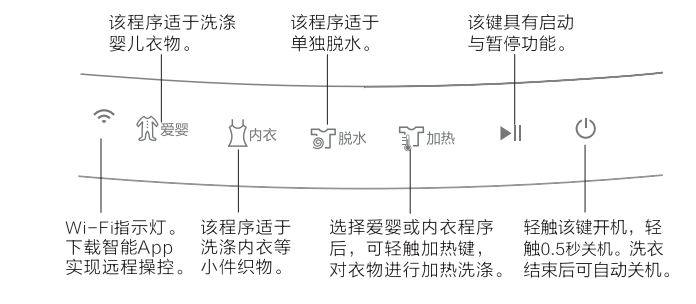 该程序适于洗涤
婴儿衣物。
该程序适于
单独脱水。
该键具有启动
与暂停功能。
爱婴
内衣
脱水
加热
Wi-Fi指示灯。
下载智能App
实现远程操控。
该程序适于
洗涤内衣等
小件织物。
选择爱婴或内衣程序
后，可轻触加热键，
对衣物进行加热洗涤。
轻触该键开机，轻
触0.5秒关机。洗衣
结束后可自动关机。